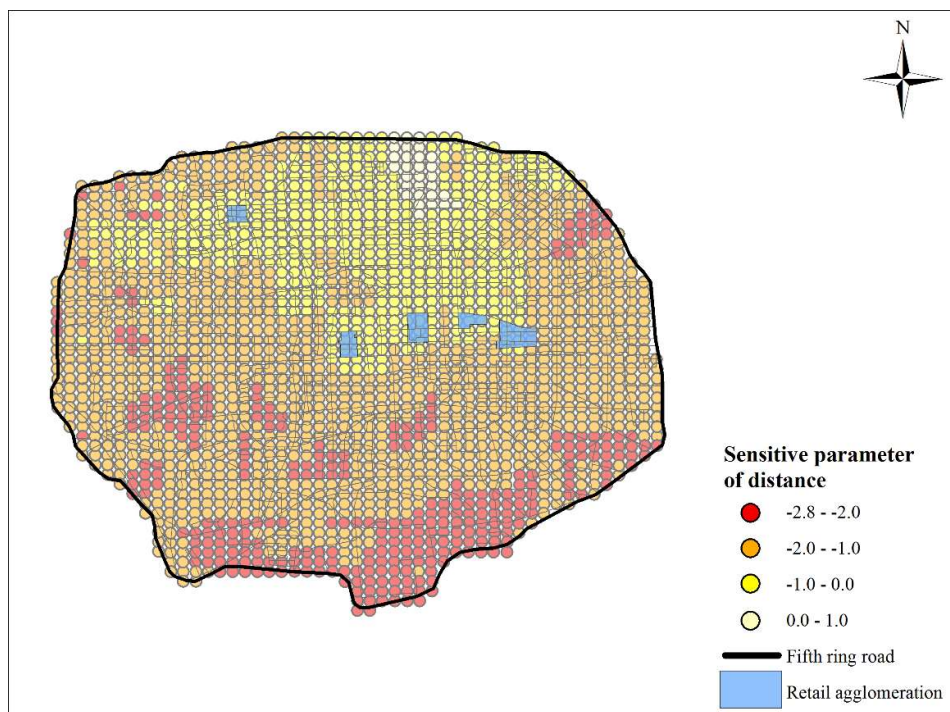 N
Sensitive parameter
of distance
-2.8 - -2.0
-2.0 - -1.0
-1.0 - 0.0
0.0 - 1.0
Fifth ring road
Retail agglomeration